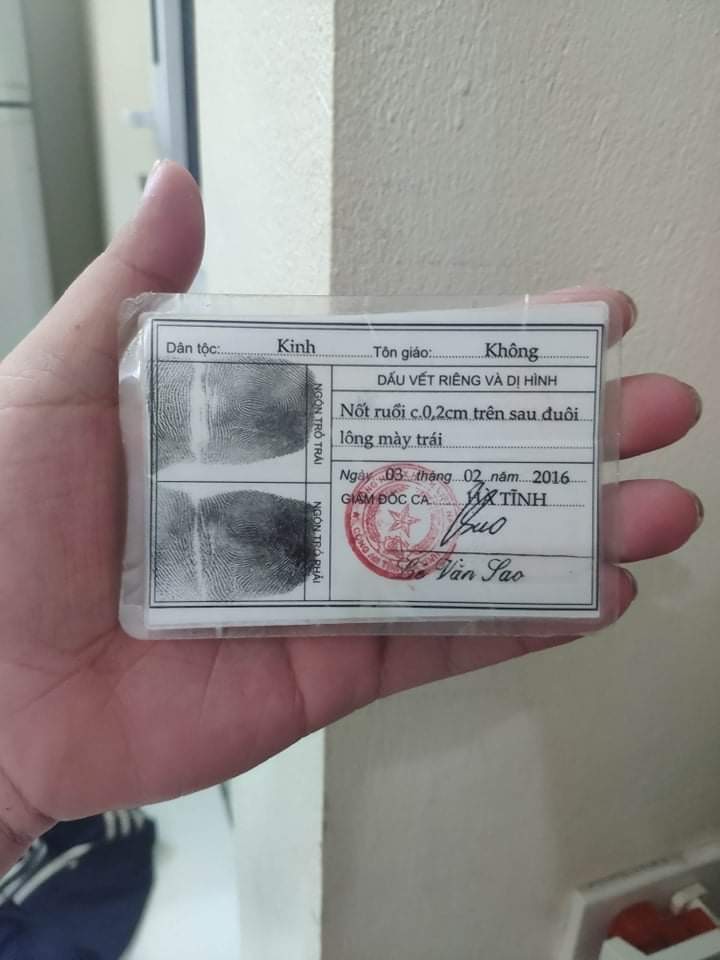 Dân tộc: Kinh Tôn giáo: Không
DẤU VẾT RIÊNG VÀ DỊ HÌNH
Nốt ruồi c.0,2cm trên sau đuôi
lông mày trái
NGÓN TRỎ TRÁI
Ngày 03 tháng 02 năm 2016
GIÁM ĐỐC CA HÀ TĨNH
NGÓN TRỎ PHẢI
Sao
Lê Văn Sao